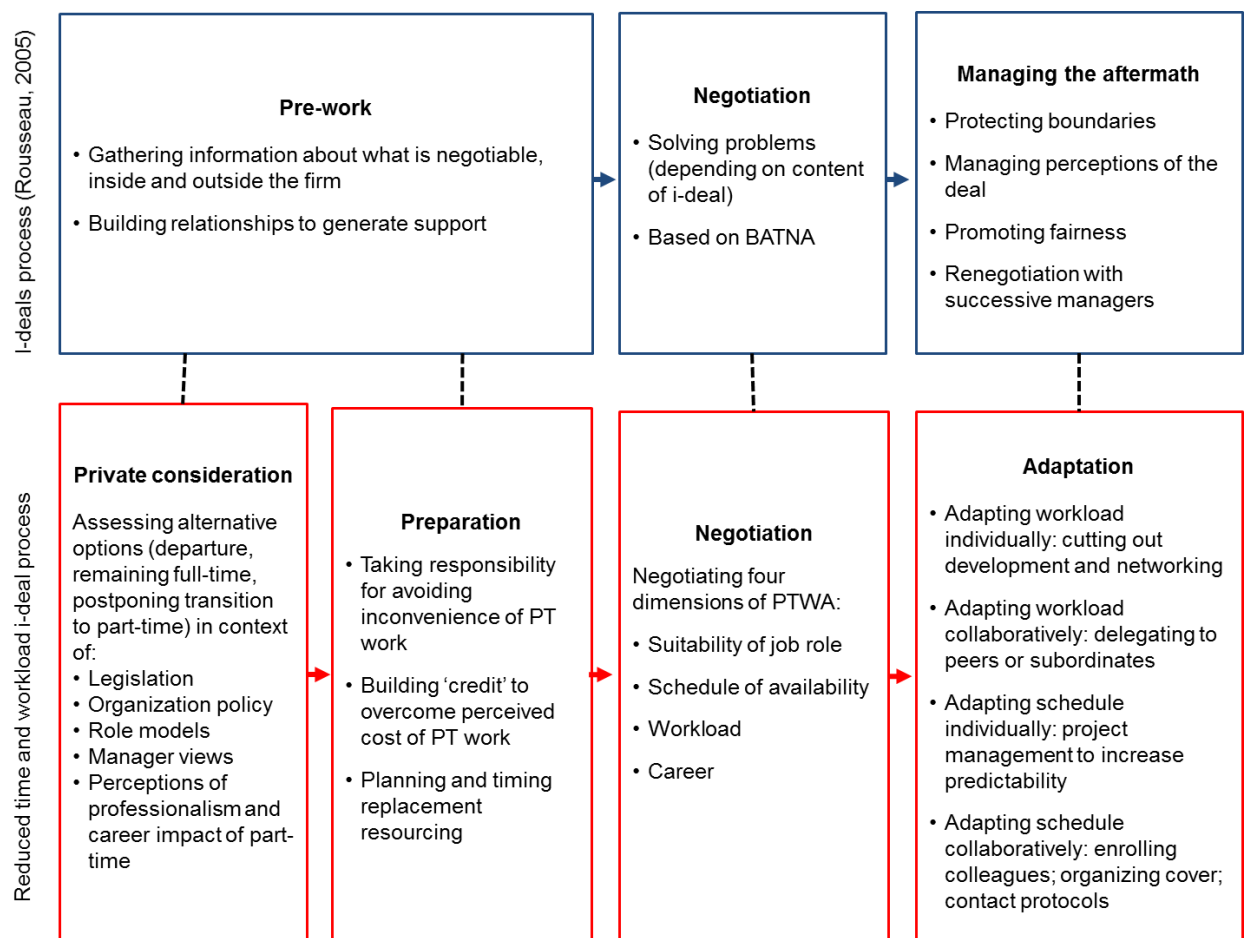 I-deals process (Rousseau, 2005)
Pre-work
• Gathering information about what is negotiable,
inside and outside the firm
• Building relationships to generate support
Negotiation
• Solving problems
(depending on content
of i-deal)
• Based on BATNA
Managing the aftermath
• Protecting boundaries
• Managing perceptions of the
deal
• Promoting fairness
• Renegotiation with
successive managers
Reduced time and workload i-deal process
Private consideration
Assessing alternative
options (departure,
remaining full-time,
postponing transition
to part-time) in context
of:
• Legislation
• Organization policy
• Role models
• Manager views
• Perceptions of
professionalism and
career impact of part-
time
Preparation
• Taking responsibility
for avoiding
inconvenience of PT
work
• Building ‘credit’ to
overcome perceived
cost of PT work
• Planning and timing
replacement
resourcing
Negotiation
Negotiating four
dimensions of PTWA:
• Suitability of job role
• Schedule of availability
• Workload
• Career
Adaptation
• Adapting workload
individually: cutting out
development and networking
• Adapting workload
collaboratively: delegating to
peers or subordinates
• Adapting schedule
individually: project
management to increase
predictability
• Adapting schedule
collaboratively: enrolling
colleagues; organizing cover;
contact protocols